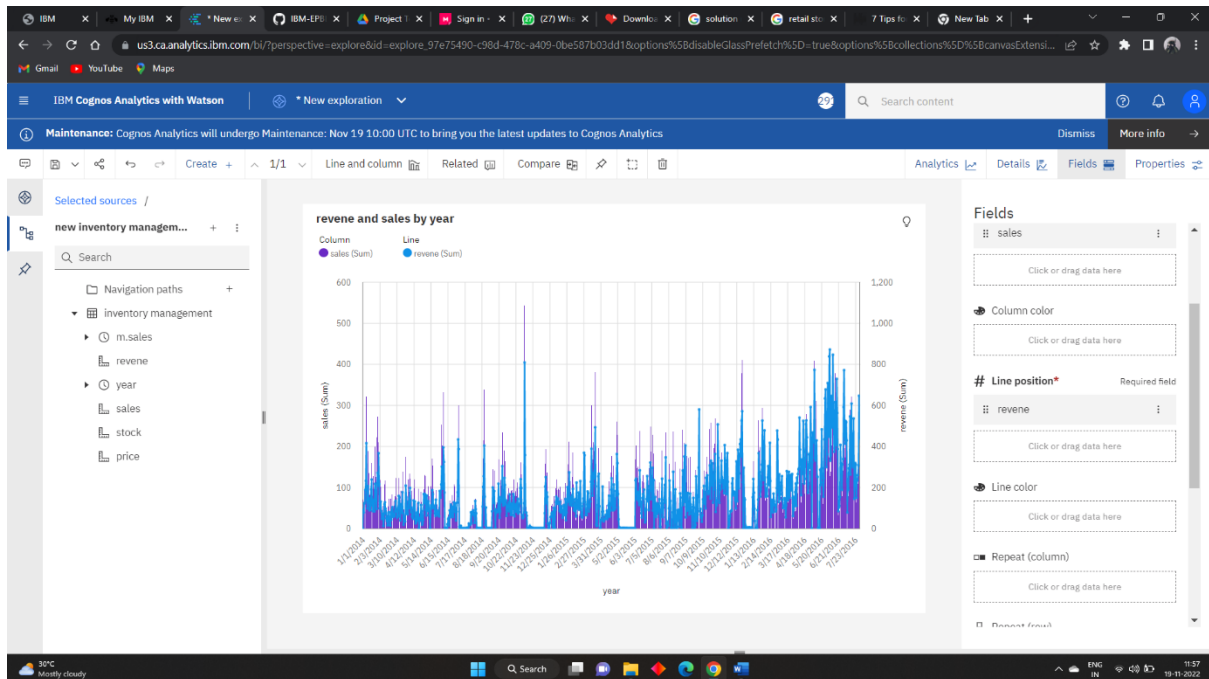 IBM
My IBM
* New ex
IBM-EPBL
Project 1
Sign in -
(27) Wha
Downloa
solution
retail sto
7 Tips fo
New Tab
us3.ca.analytics.ibm.com/bi/?perspective=explore&id=explore_97e75490-c98d-478c-a409-0be587b03dd1&options%5BdisableGlassPrefetch%5D=true&options%5Bcollections%5D%5BcanvasExtensi...
Gmail YouTube Maps
IBM Cognos Analytics with Watson
* New exploration
Search content
Maintenance: Cognos Analytics will undergo Maintenance: Nov 19 10:00 UTC to bring you the latest updates to Cognos Analytics
Dismiss More info
Create + 1/1 Line and column Related Compare
Analytics Details Fields Properties
Selected sources /
new inventory managem...
Search
Navigation paths
inventory management
m.sales
revene
year
sales
stock
price
revene and sales by year
Column Line
sales (Sum) revene (Sum)
600 1,200
500 1,000
400 800
300 600
200 400
100 200
0 0
sales (Sum)
revene (Sum)
1/1/2014 2/3/2014 3/10/2014 4/12/2014 5/14/2014 6/15/2014 7/17/2014 8/18/2014 9/20/2014 10/22/2014 11/23/2014 12/25/2014 1/26/2015 2/27/2015 3/31/2015 5/2/2015 6/3/2015 7/5/2015 8/6/2015 9/7/2015 10/9/2015 11/10/2015 12/12/2015 1/13/2016 2/14/2016 3/17/2016 4/18/2016 5/20/2016 6/21/2016 7/23/2016
year
Fields
sales
Click or drag data here
Column color
Click or drag data here
# Line position* Required field
revene
Click or drag data here
Line color
Click or drag data here
Repeat (column)
Click or drag data here
Repeat (row)
30°C
Mostly cloudy
Search
ENG
IN
11:57
19-11-2022